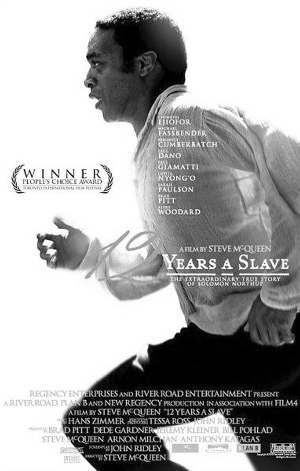 CHIWETEL
EJIOFOR
MICHAEL
FASSBENDER
BENEDICT
CUMBERBATCH
PAUL
DANO
PAUL
GIAMATTI
LUPITA
NYONG'O
SARAH
PAULSON
BRAD
PITT
ALFRE
WOODARD
WINNER
PEOPLE'S CHOICE AWARD
TORONTO INTERNATIONAL FILM FESTIVAL
A FILM BY STEVE McQUEEN
12
YEARS A SLAVE
THE EXTRAORDINARY TRUE STORY
OF SOLOMON NORTHUP
REGENCY ENTERPRISES AND RIVER ROAD ENTERTAINMENT PRESENT
A RIVER ROAD, PLAN B AND NEW REGENCY PRODUCTION IN ASSOCIATION WITH FILM4
A FILM BY STEVE McQUEEN "12 YEARS A SLAVE"
HANS ZIMMER TESSA ROSS JOHN RIDLEY
BRAD PITT DEDE GARDNER JEREMY KLEINER BILL POHLAD
STEVE McQUEEN ARNON MILCHAN ANTHONY KATAGAS
JOHN RIDLEY
STEVE McQUEEN